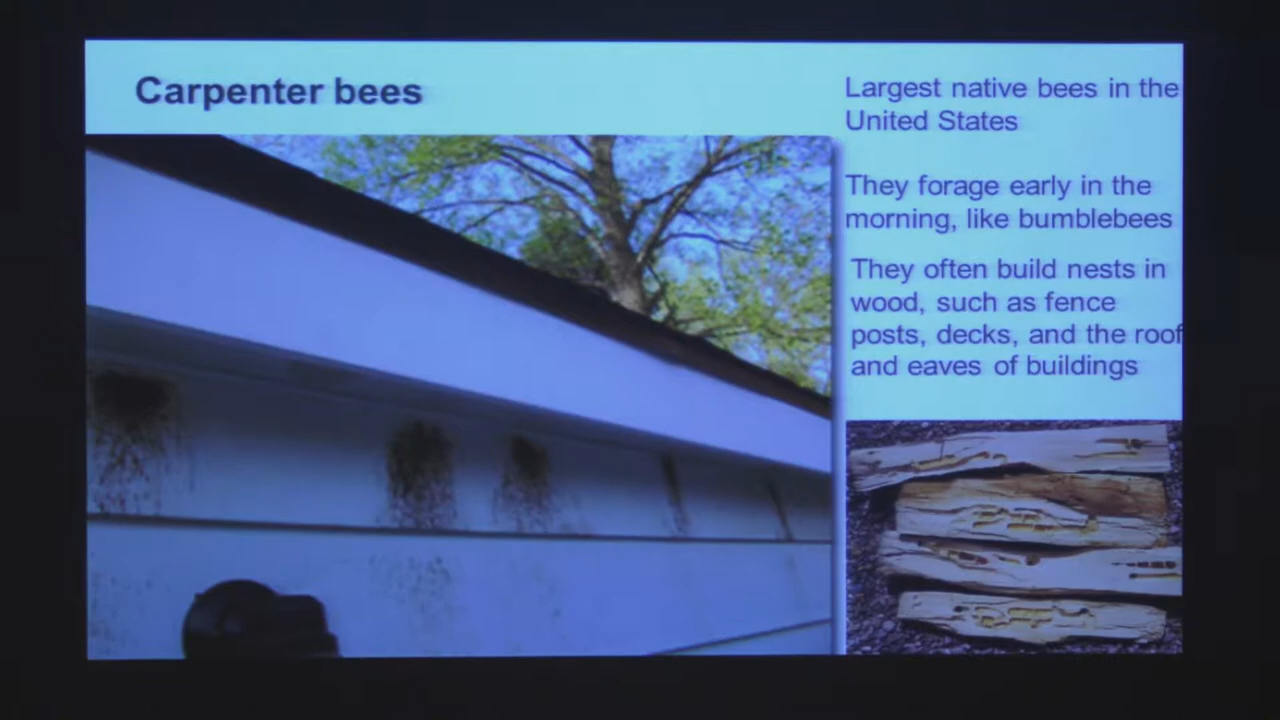 Carpenter bees
Largest native bees in the
United States
They forage early in the
morning, like bumblebees
They often build nests in
wood, such as fence
posts, decks, and the roof
and eaves of buildings